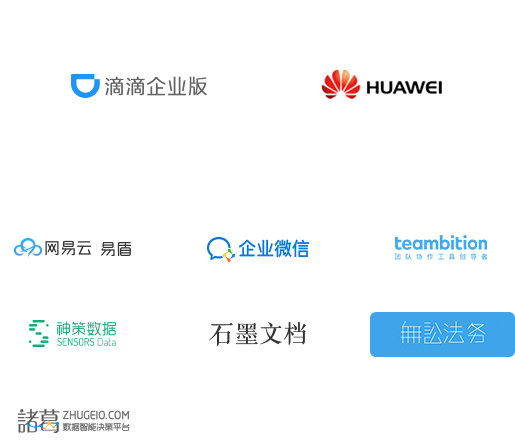 滴滴企业版
HUAWEI
网易云 易盾
企业微信
teambition
团队协作工具创导者
神策数据
SENSORS Data
石墨文档
無訟法务
諸葛 ZHUGEIO.COM
数据智能决策平台